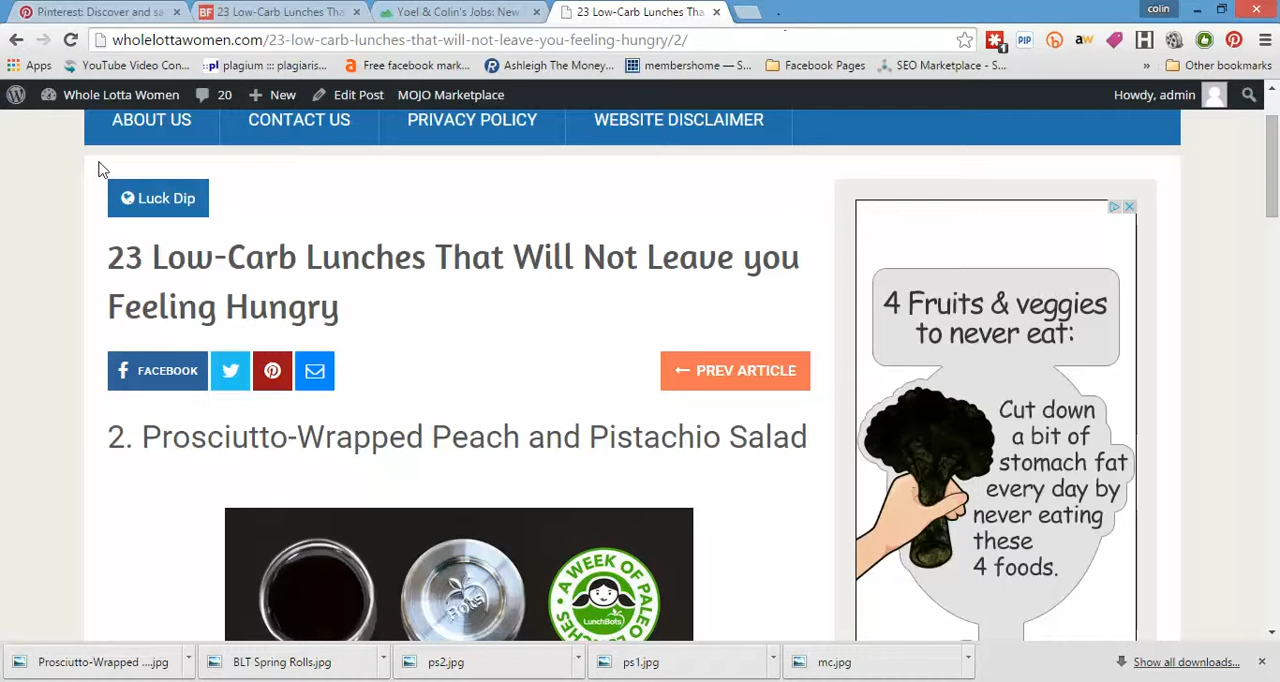 Pinterest: Discover and sa
BF 23 Low-Carb Lunches Tha
Yoel & Colin's Jobs: New
23 Low-Carb Lunches Tha
colin
wholelottawomen.com/23-low-carb-lunches-that-will-not-leave-you-feeling-hungry/2/
1 PIP b aw H
Apps YouTube Video Con... pl plagium ::: plagiaris... a Free facebook mark... R Ashleigh The Money... membershome — S... Facebook Pages SEO Marketplace - S... » Other bookmarks
Whole Lotta Women 20 + New Edit Post MOJO Marketplace Howdy, admin
ABOUT US CONTACT US PRIVACY POLICY WEBSITE DISCLAIMER
Luck Dip
23 Low-Carb Lunches That Will Not Leave you
Feeling Hungry
FACEBOOK
← PREV ARTICLE
2. Prosciutto-Wrapped Peach and Pistachio Salad
A WEEK OF PALEO
LunchBots
4 Fruits & veggies
to never eat:
Cut down
a bit of
stomach fat
every day by
never eating
these
4 foods.
Prosciutto-Wrapped ....jpg
BLT Spring Rolls.jpg
ps2.jpg
ps1.jpg
mc.jpg
Show all downloads...